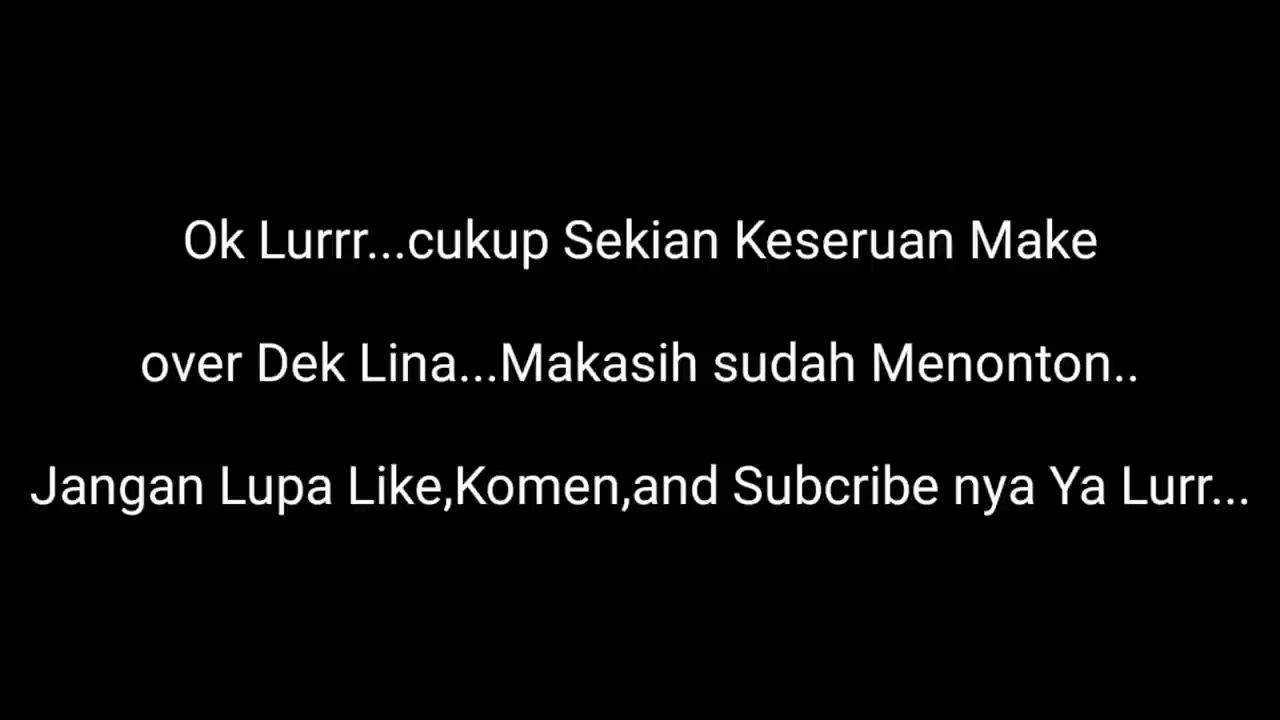 Ok Lurrr...cukup Sekian Keseruan Make
over Dek Lina...Makasih sudah Menonton..
Jangan Lupa Like,Komen,and Subcribe nya Ya Lurr...